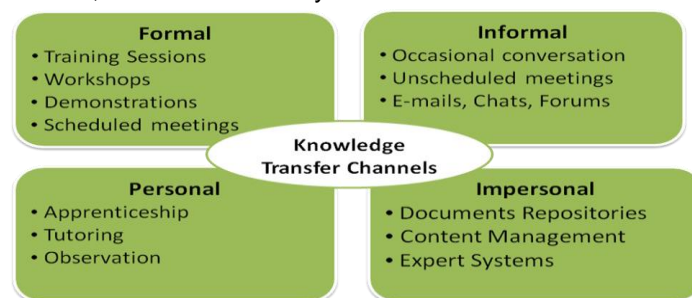 Formal
• Training Sessions
• Workshops
• Demonstrations
• Scheduled meetings
Informal
• Occasional conversation
• Unscheduled meetings
• E-mails, Chats, Forums
Knowledge
Transfer Channels
Personal
• Apprenticeship
• Tutoring
• Observation
Impersonal
• Documents Repositories
• Content Management
• Expert Systems